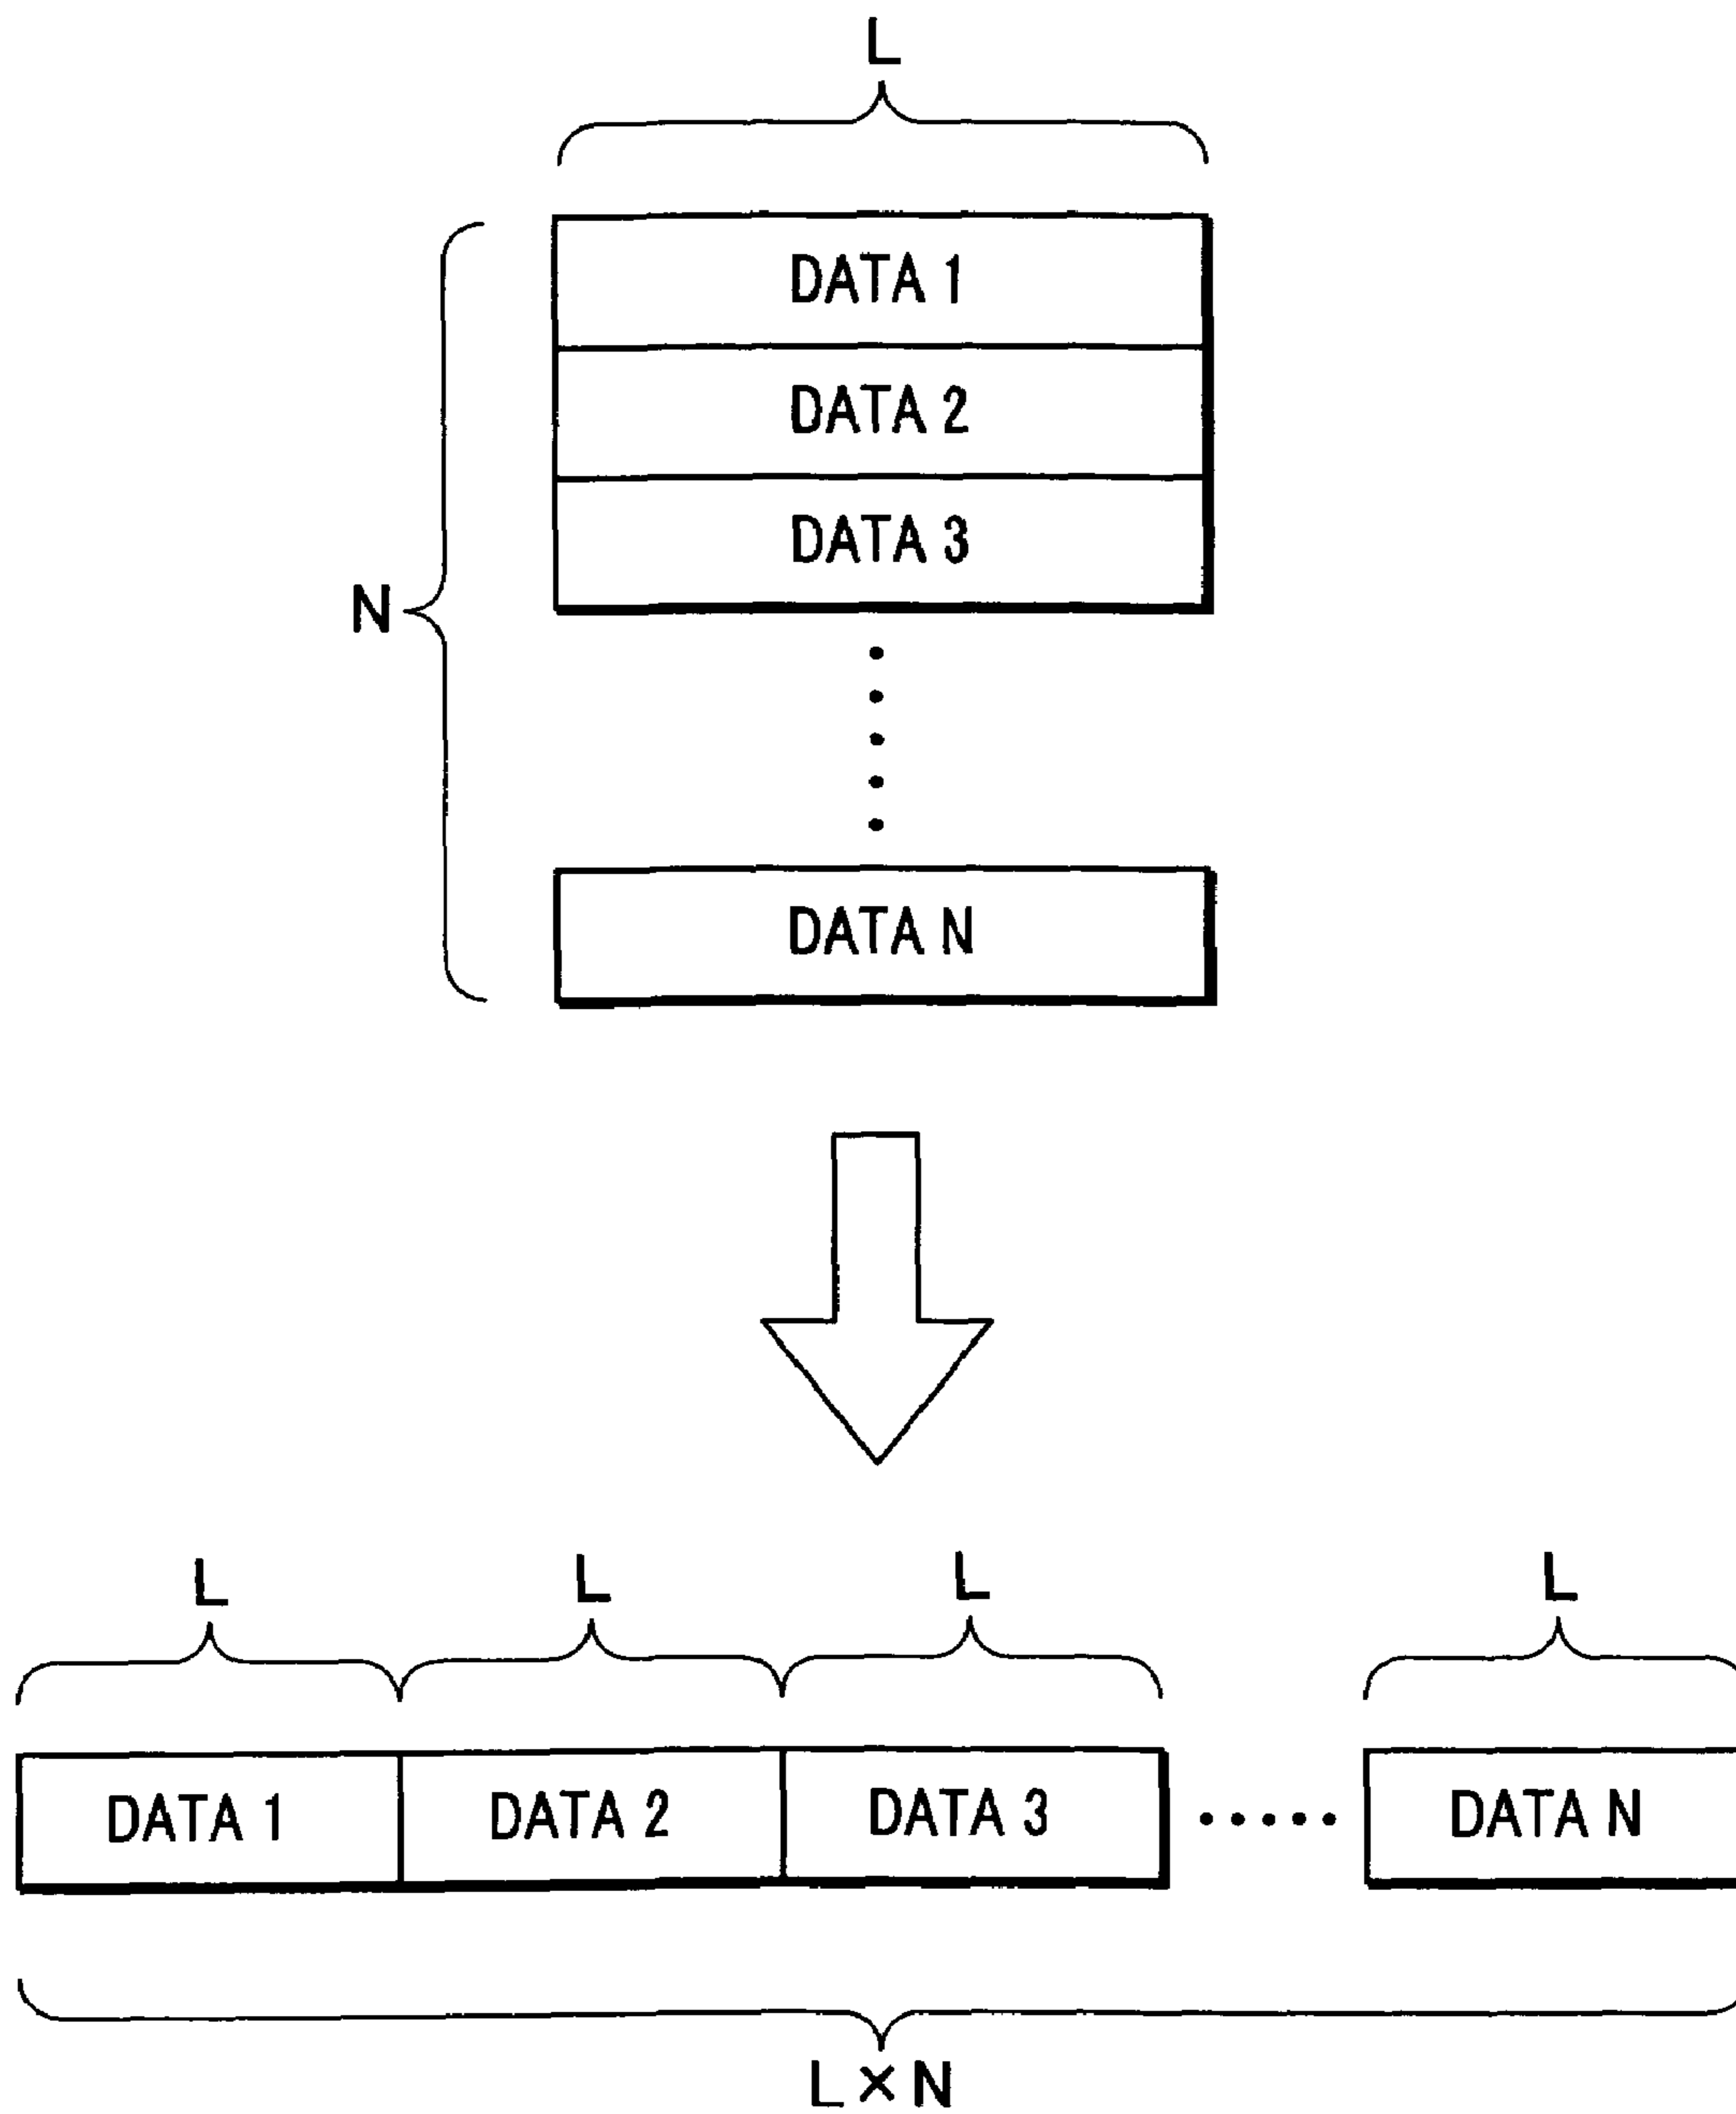 L
DATA 1
DATA 2
DATA 3
N
DATA N
L L L L
DATA 1 DATA 2 DATA 3 DATA N
L×N